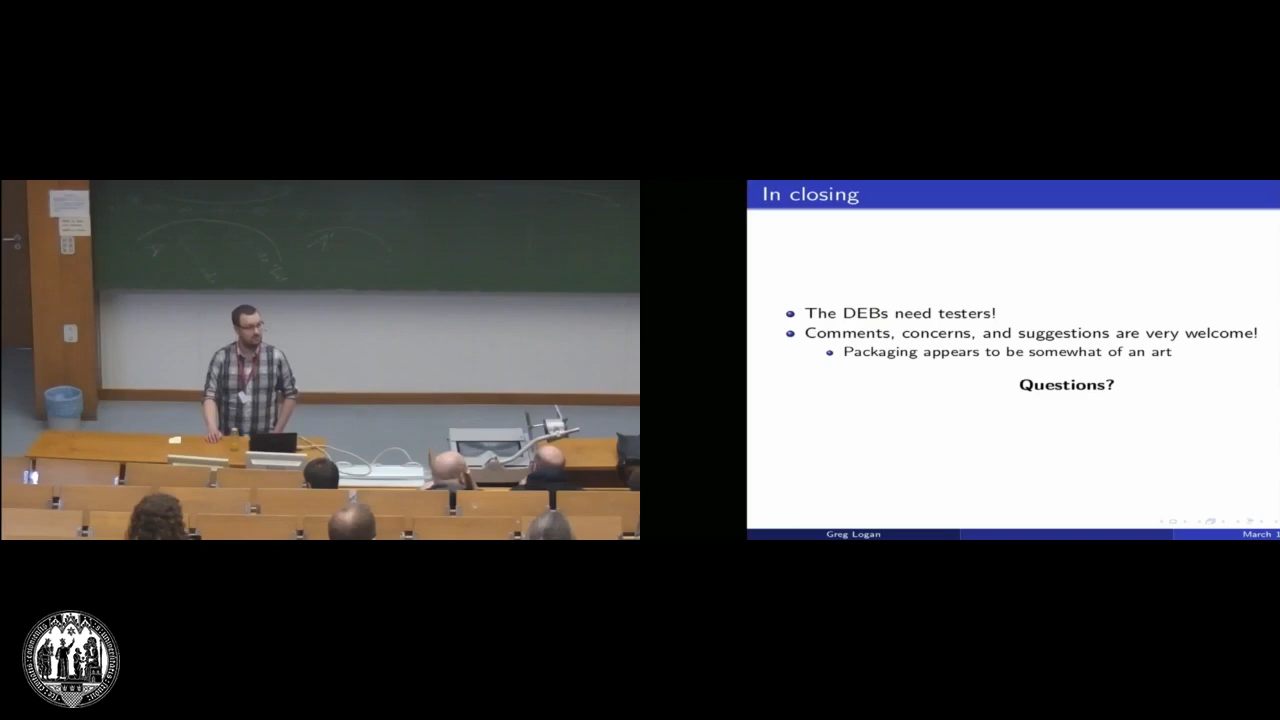 In closing
The DEBs need testers!
Comments, concerns, and suggestions are very welcome!
Packaging appears to be somewhat of an art
Questions?
Greg Logan
March 1